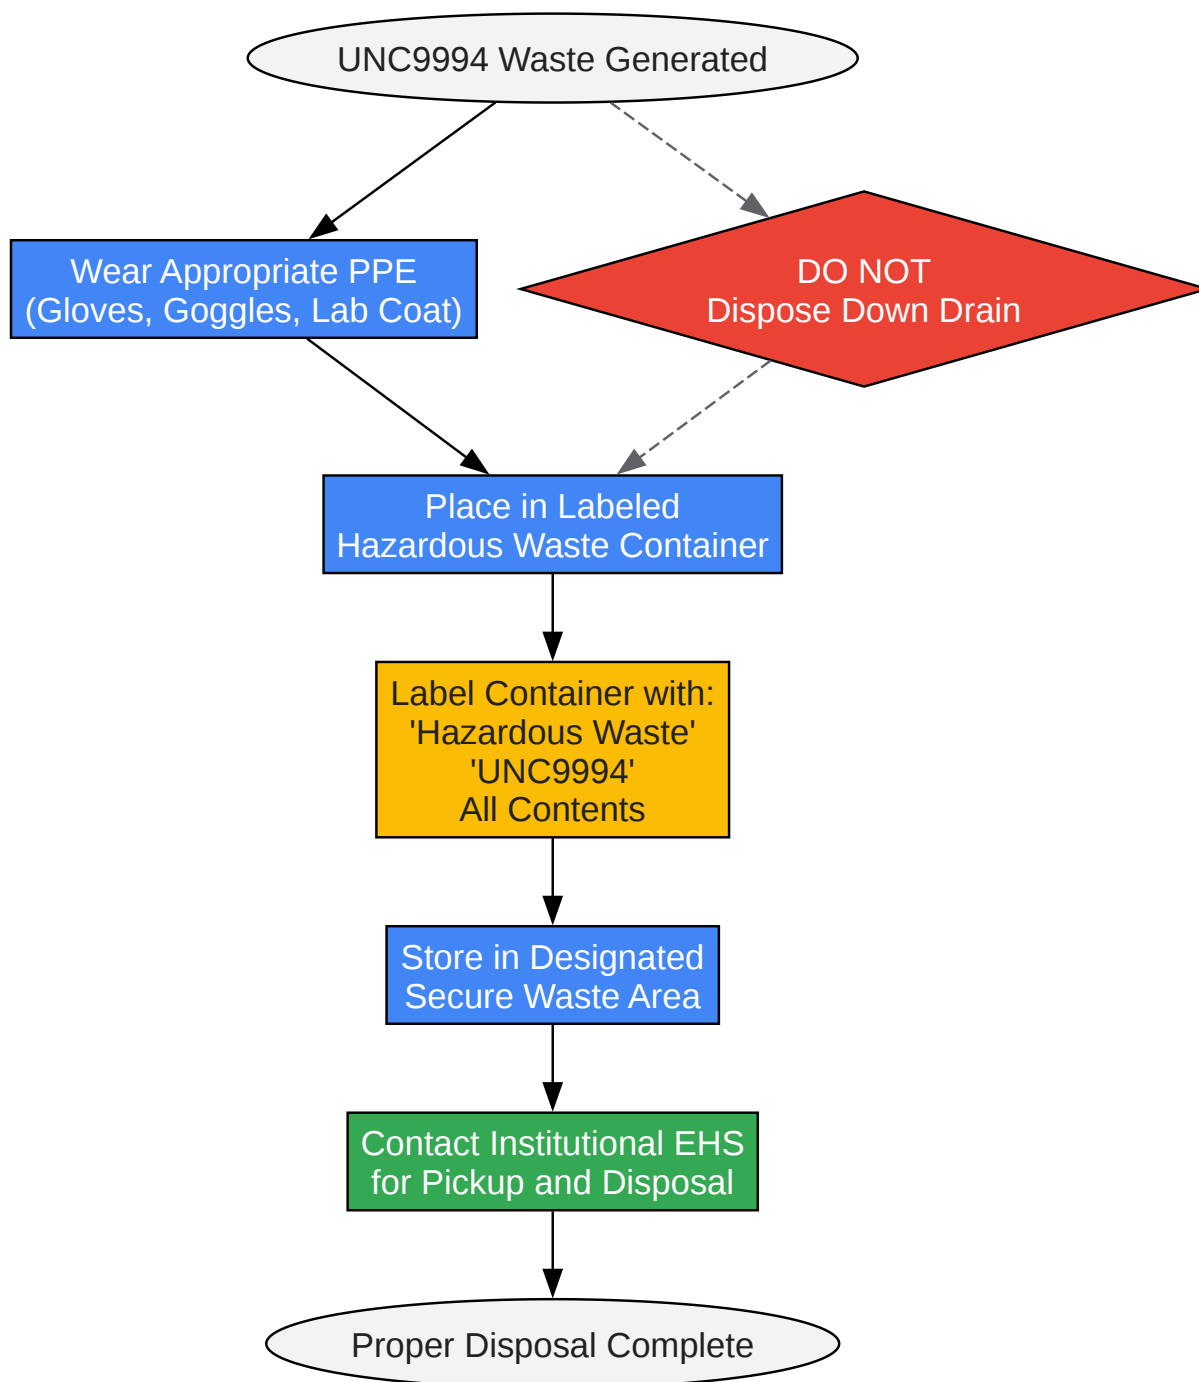 UNC9994 Waste Generated
Wear Appropriate PPE
(Gloves, Goggles, Lab Coat)
DO NOT
Dispose Down Drain
Place in Labeled
Hazardous Waste Container
Label Container with:
'Hazardous Waste'
'UNC9994'
All Contents
Store in Designated
Secure Waste Area
Contact Institutional EHS
for Pickup and Disposal
Proper Disposal Complete